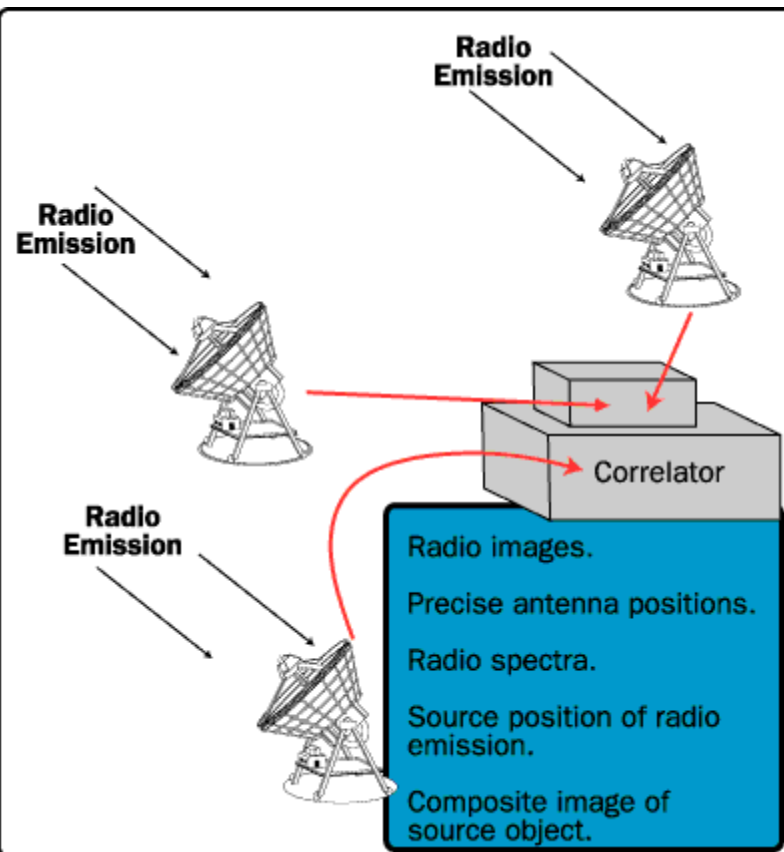 Radio
Emission
Radio
Emission
Radio
Emission
Correlator
Radio images.
Precise antenna positions.
Radio spectra.
Source position of radio
emission.
Composite image of
source object.